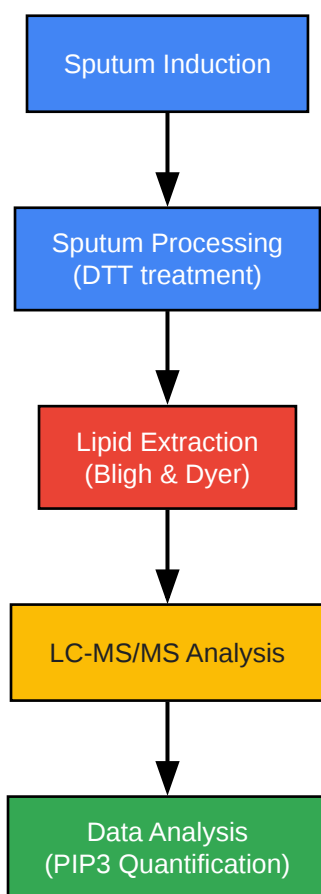 Sputum Induction
Sputum Processing
(DTT treatment)
Lipid Extraction
(Bligh & Dyer)
LC-MS/MS Analysis
Data Analysis
(PIP3 Quantification)